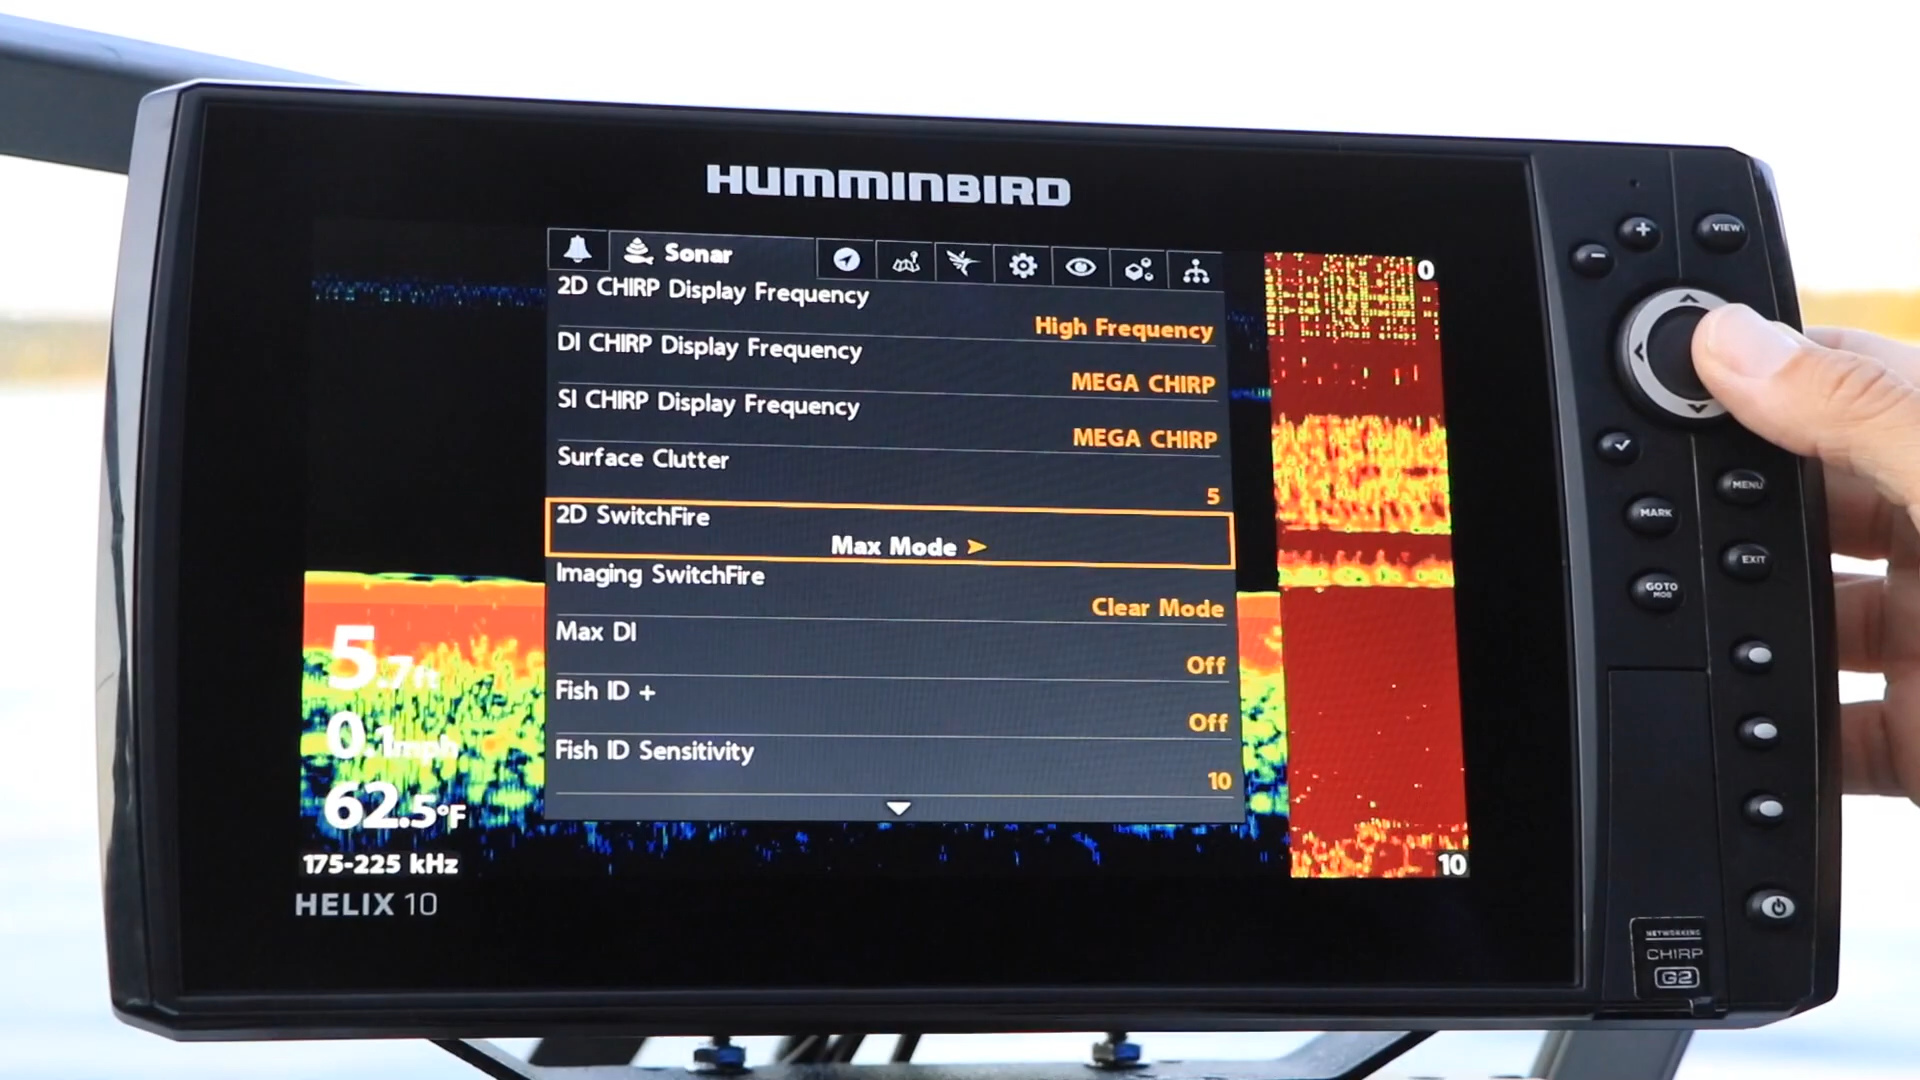 HUMMINBIRD
Sonar
2D CHIRP Display Frequency
High Frequency
DI CHIRP Display Frequency
MEGA CHIRP
SI CHIRP Display Frequency
MEGA CHIRP
Surface Clutter
5
2D SwitchFire
Max Mode
Imaging SwitchFire
Clear Mode
Max DI
Off
Fish ID +
Off
Fish ID Sensitivity
10
0
10
5.7ft
0.1mph
62.5°F
175-225 kHz
HELIX 10
VIEW
MENU
MARK
EXIT
GOTO
MOB
NETWORKING
CHIRP
G2